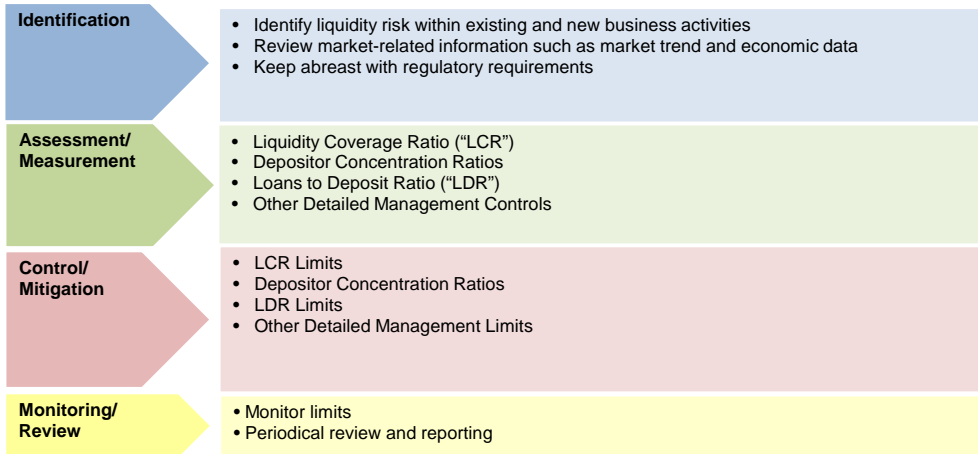 Identification
• Identify liquidity risk within existing and new business activities
• Review market-related information such as market trend and economic data
• Keep abreast with regulatory requirements
Assessment/
Measurement
• Liquidity Coverage Ratio (“LCR”)
• Depositor Concentration Ratios
• Loans to Deposit Ratio (“LDR”)
• Other Detailed Management Controls
Control/
Mitigation
• LCR Limits
• Depositor Concentration Ratios
• LDR Limits
• Other Detailed Management Limits
Monitoring/
Review
• Monitor limits
• Periodical review and reporting